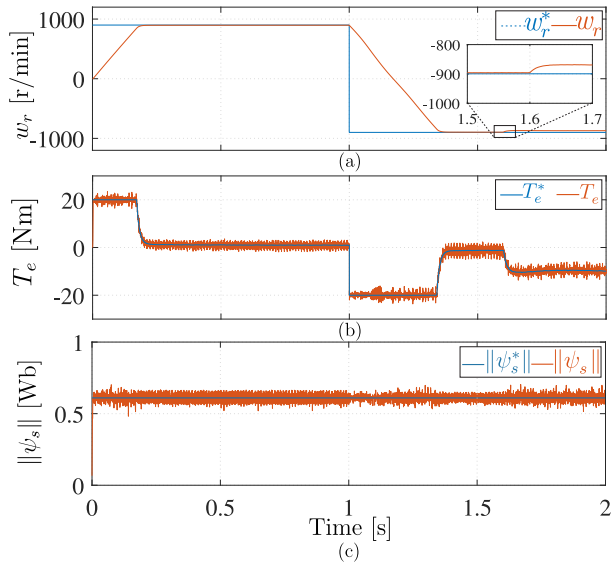 1000
0
-1000
w_r [r/min]
w_r^* w_r
-800
-900
-1000
1.5 1.6 1.7
(a)
20
0
-20
T_e [Nm]
T_e^* T_e
(b)
1
0.5
0
||ψ_s|| [Wb]
||ψ_s^*|| ||ψ_s||
0 0.5 1 1.5 2
Time [s]
(c)